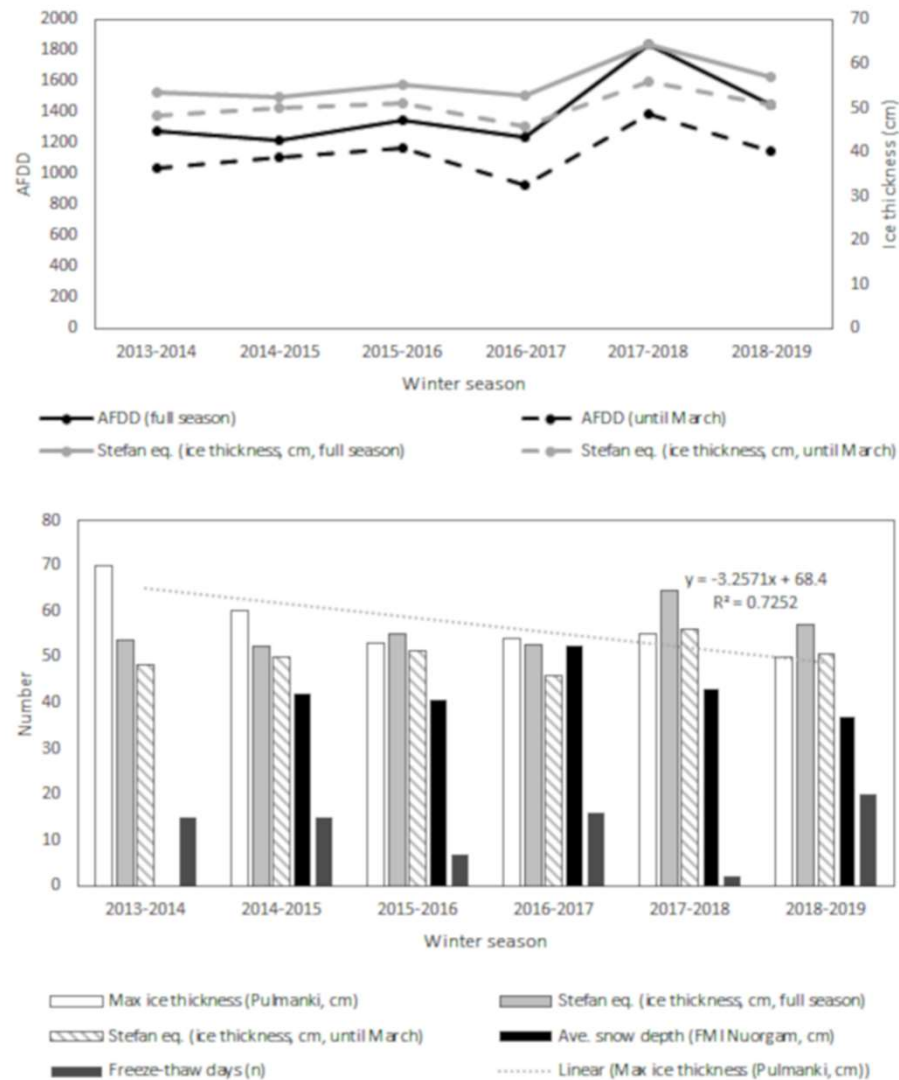 2000
1800
1600
1400
1200
1000
800
600
400
200
0
AFDD
70
60
50
40
30
20
10
0
Ice thickness (cm)
2013-2014 2014-2015 2015-2016 2016-2017 2017-2018 2018-2019
Winter season
AFDD (full season) AFDD (until March)
Stefan eq. (ice thickness, cm, full season) Stefan eq. (ice thickness, cm, until March)
80
70
60
50
40
30
20
10
0
Number
y = -3.2571x + 68.4
R² = 0.7252
2013-2014 2014-2015 2015-2016 2016-2017 2017-2018 2018-2019
Winter season
Max ice thickness (Pulmanki, cm) Stefan eq. (ice thickness, cm, full season)
Stefan eq. (ice thickness, cm, until March) Ave. snow depth (FMI Nuorgam, cm)
Freeze-thaw days (n) Linear (Max ice thickness (Pulmanki, cm))